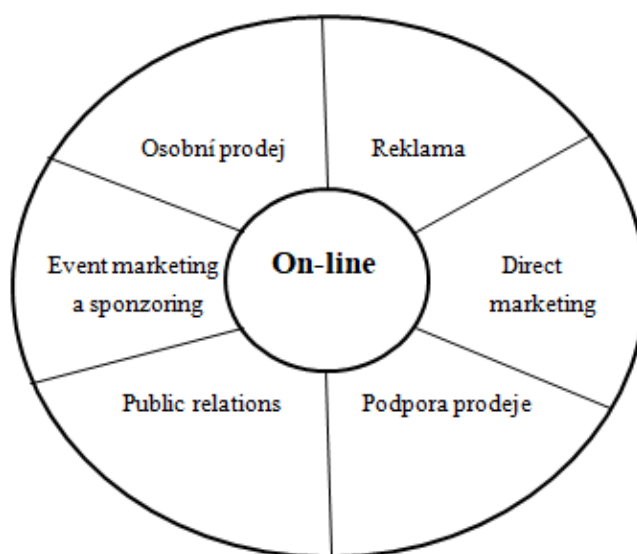 Osobní prodej
Reklama
Event marketing
a sponzoring
On-line
Direct
marketing
Public relations
Podpora prodeje